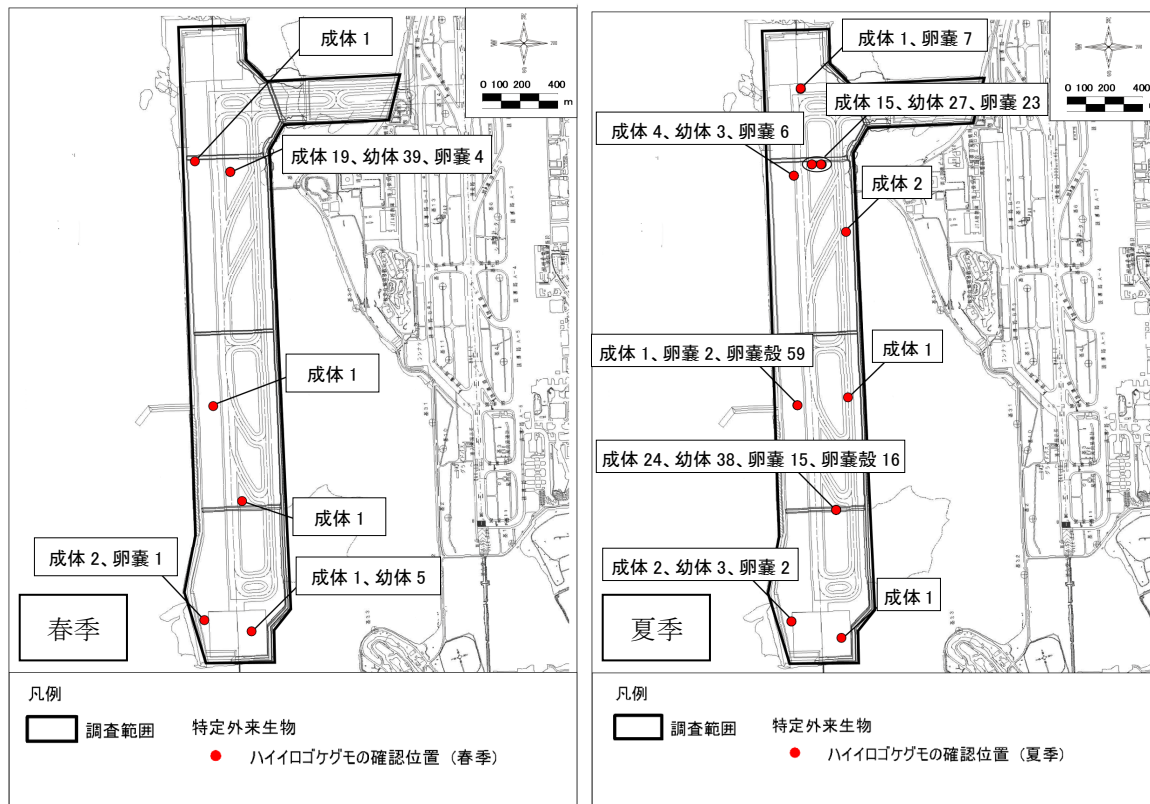 成体 1
0 100 200 400
m
成体 19、幼体 39、卵嚢 4
成体 1
成体 1
成体 2、卵嚢 1
成体 1、幼体 5
春季
凡例
調査範囲
特定外来生物
ハイイロゴケグモの確認位置（春季）
成体 1、卵嚢 7
0 100 200 400
成体 15、幼体 27、卵嚢 23
成体 4、幼体 3、卵嚢 6
成体 2
成体 1、卵嚢 2、卵嚢殻 59
成体 1
成体 24、幼体 38、卵嚢 15、卵嚢殻 16
成体 2、幼体 3、卵嚢 2
成体 1
夏季
凡例
調査範囲
特定外来生物
ハイイロゴケグモの確認位置（夏季）